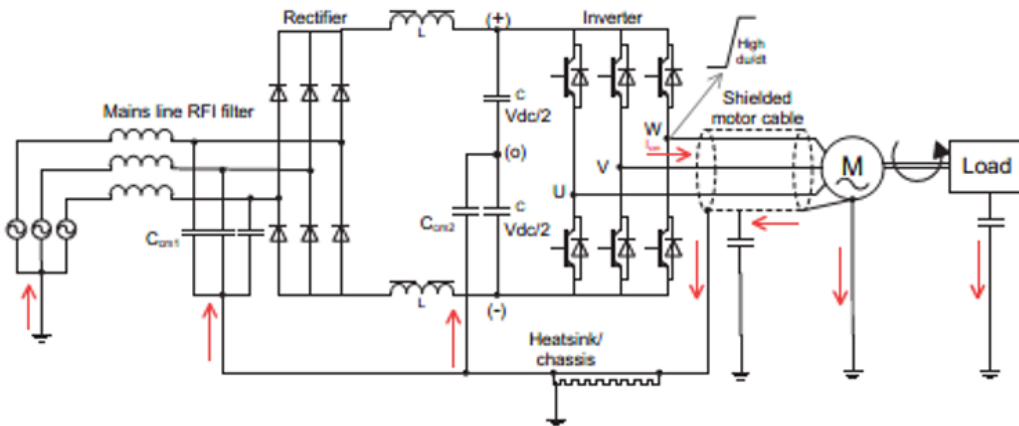 Rectifier
L
(+)
Inverter
High
du/dt
Mains line RFI filter
C
Vdc/2
Shielded
motor cable
(o)
W
V
U
M
Load
Ccm1
Ccm2
C
Vdc/2
L
(-)
Heatsink/
chassis